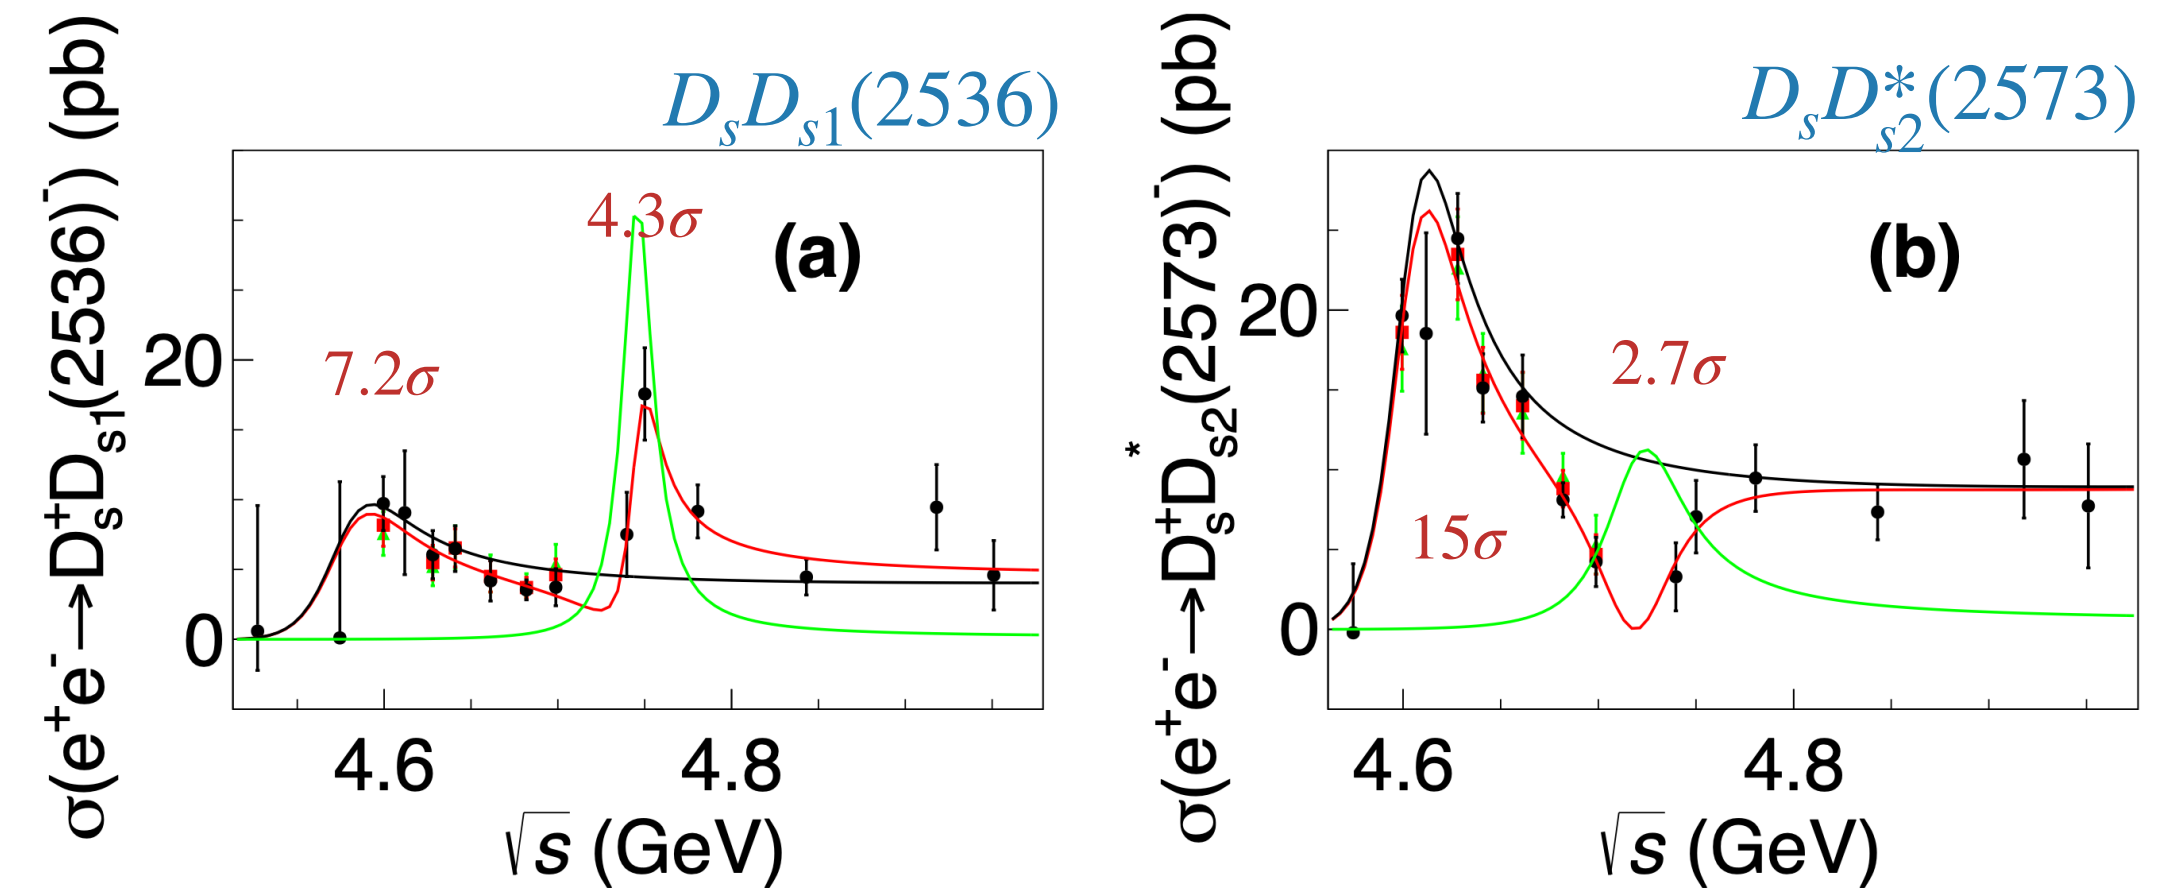 σ(e⁺e⁻→D⁺ₛDₛ₁(2536)⁻) (pb)
DₛDₛ₁(2536)
(a)
7.2σ
4.3σ
20
0
4.6 4.8
√s (GeV)
σ(e⁺e⁻→D⁺ₛD*ₛ₂(2573)⁻) (pb)
DₛD*ₛ₂(2573)
(b)
15σ
2.7σ
20
0
4.6 4.8
√s (GeV)